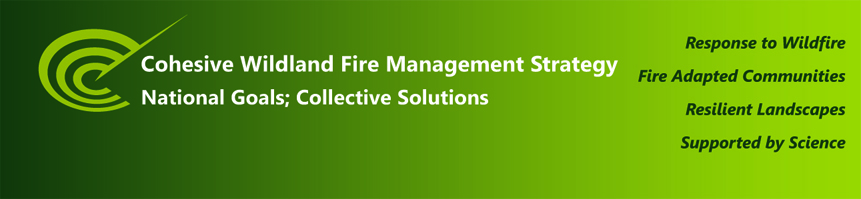 Cohesive Wildland Fire Management Strategy
National Goals; Collective Solutions
Response to Wildfire
Fire Adapted Communities
Resilient Landscapes
Supported by Science